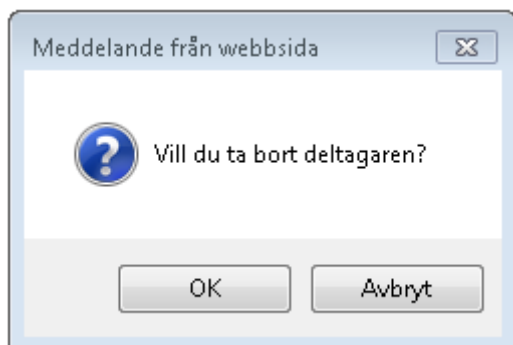 Meddelande från webbsida
Vill du ta bort deltagaren?
OK
Avbryt